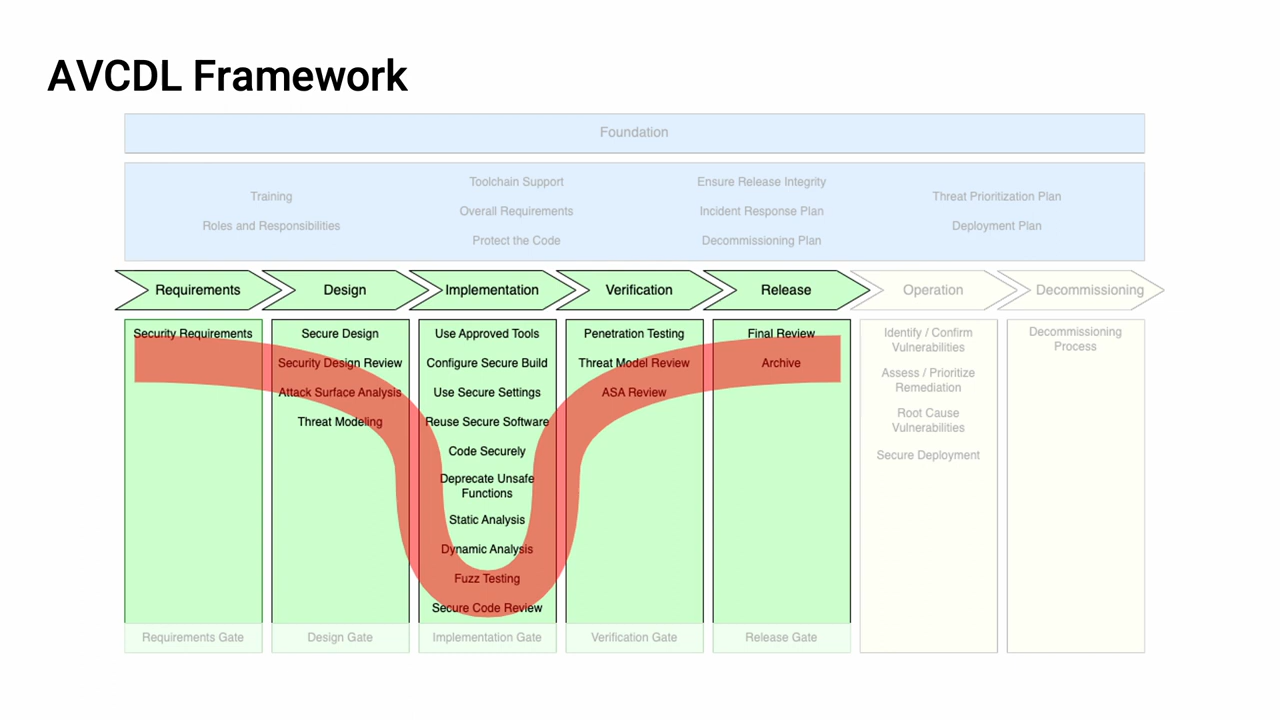 AVCDL Framework
Foundation
Training
Roles and Responsibilities
Toolchain Support
Overall Requirements
Protect the Code
Ensure Release Integrity
Incident Response Plan
Decommissioning Plan
Threat Prioritization Plan
Deployment Plan
Requirements
Design
Implementation
Verification
Release
Operation
Decommissioning
Security Requirements
Requirements Gate
Secure Design
Security Design Review
Attack Surface Analysis
Threat Modeling
Design Gate
Use Approved Tools
Configure Secure Build
Use Secure Settings
Reuse Secure Software
Code Securely
Deprecate Unsafe
Functions
Static Analysis
Dynamic Analysis
Fuzz Testing
Secure Code Review
Implementation Gate
Penetration Testing
Threat Model Review
ASA Review
Verification Gate
Final Review
Archive
Release Gate
Identify / Confirm
Vulnerabilities
Assess / Prioritize
Remediation
Root Cause
Vulnerabilities
Secure Deployment
Decommissioning
Process